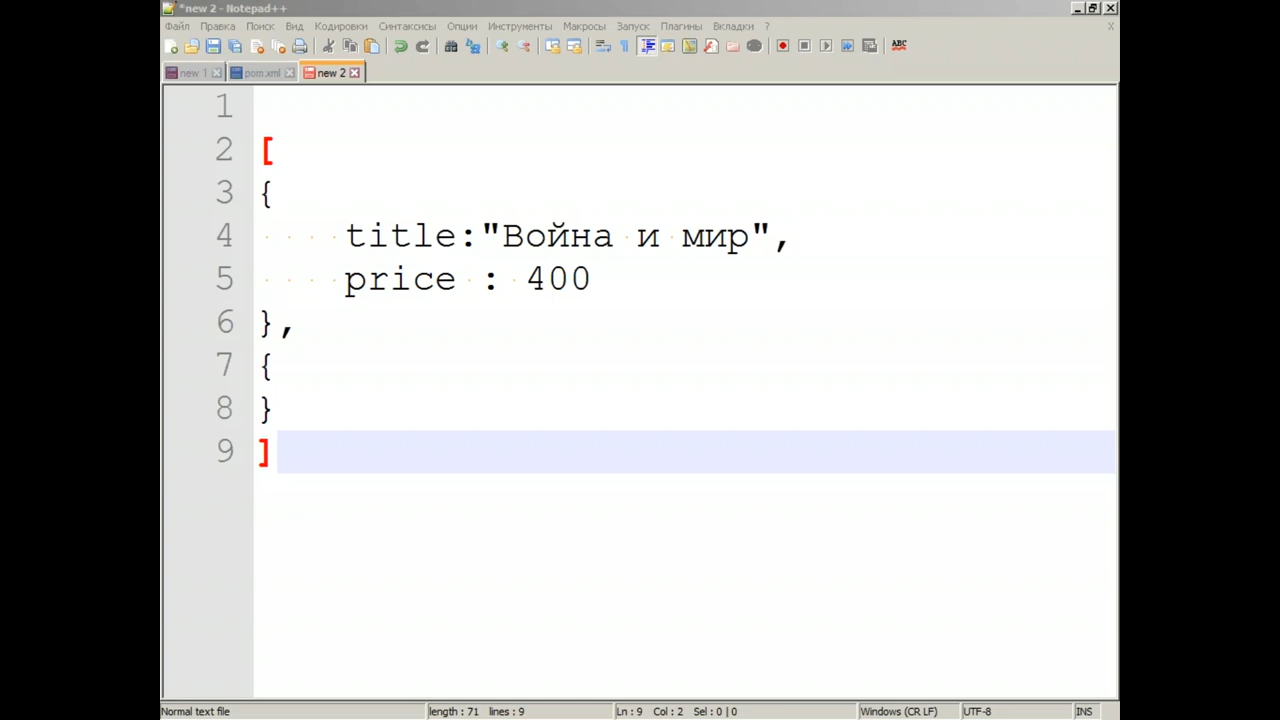 *new 2 - Notepad++
Файл Правка Поиск Вид Кодировки Синтаксисы Опции Инструменты Макросы Запуск Плагины Вкладки ? X
ABC
new 1 pom.xml new 2
1
2 [
3 {
4 title:"Война и мир",
5 price : 400
6 },
7 {
8 }
9 ]
Normal text file length : 71 lines : 9 Ln : 9 Col : 2 Sel : 0 | 0 Windows (CR LF) UTF-8 INS